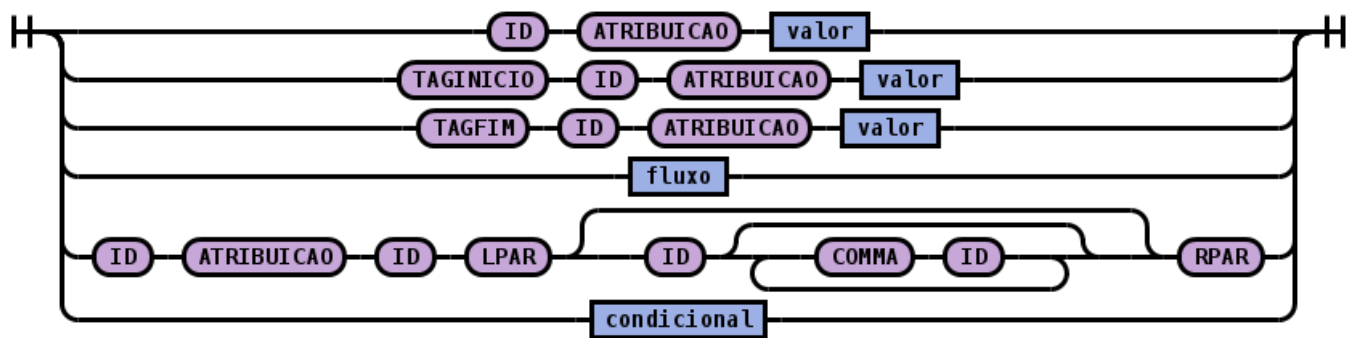 ID ATRIBUICAO valor
TAGINICIO ID ATRIBUICAO valor
TAGFIM ID ATRIBUICAO valor
fluxo
ID ATRIBUICAO ID LPAR ID COMMA ID RPAR
condicional